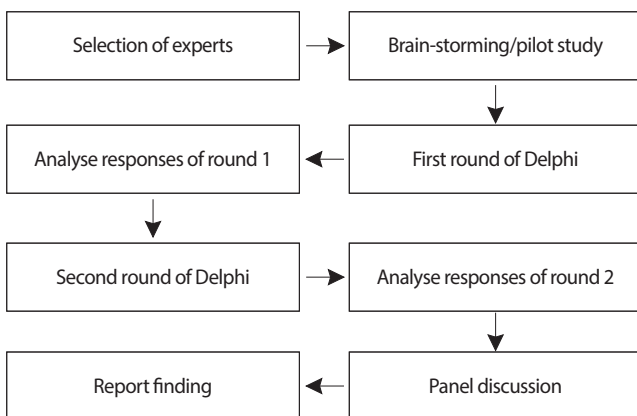 Selection of experts
Brain-storming/pilot study
Analyse responses of round 1
First round of Delphi
Second round of Delphi
Analyse responses of round 2
Report finding
Panel discussion